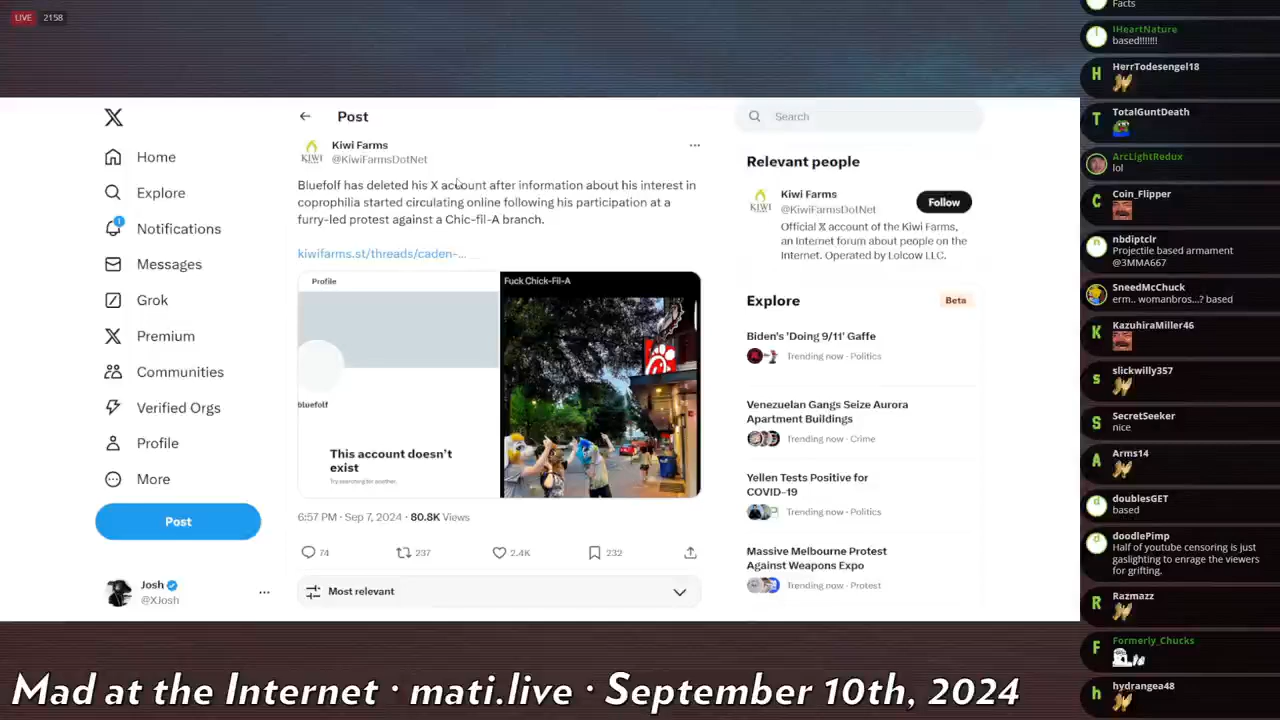 LIVE 2158
Post
Kiwi Farms
@KiwiFarmsDotNet
Bluefolf has deleted his X account after information about his interest in
coprophilia started circulating online following his participation at a
furry-led protest against a Chic-fil-A branch.
kiwifarms.st/threads/caden-...
Profile
bluefolf
This account doesn't
exist
Try searching for another.
Fuck Chick-Fil-A
6:57 PM · Sep 7, 2024 · 80.8K Views
74
237
2.4K
232
Most relevant
Home
Explore
Notifications
1
Messages
Grok
Premium
Communities
Verified Orgs
Profile
More
Post
Josh
@XJosh
Search
Relevant people
Kiwi Farms
@KiwiFarmsDotNet
Follow
Official X account of the Kiwi Farms,
an Internet forum about people on the
Internet. Operated by Lolcow LLC.
Explore
Beta
Biden's 'Doing 9/11' Gaffe
Trending now · Politics
Venezuelan Gangs Seize Aurora
Apartment Buildings
Trending now · Crime
Yellen Tests Positive for
COVID-19
Trending now · Politics
Massive Melbourne Protest
Against Weapons Expo
Trending now · Protest
Facts
IHeartNature
based!!!!!!!
HerrTodesengel18
TotalGuntDeath
ArcLightRedux
lol
Coin_Flipper
nbdiptclr
Projectile based armament
@3MMA667
SneedMcChuck
erm.. womanbros...? based
KazuhiraMiller46
slickwilly357
SecretSeeker
nice
Arms14
doublesGET
based
doodlePimp
Half of youtube censoring is just
gaslighting to enrage the viewers
for grifting.
Razmazz
Formerly_Chucks
hydrangea48
Mad at the Internet · mati.live · September 10th, 2024